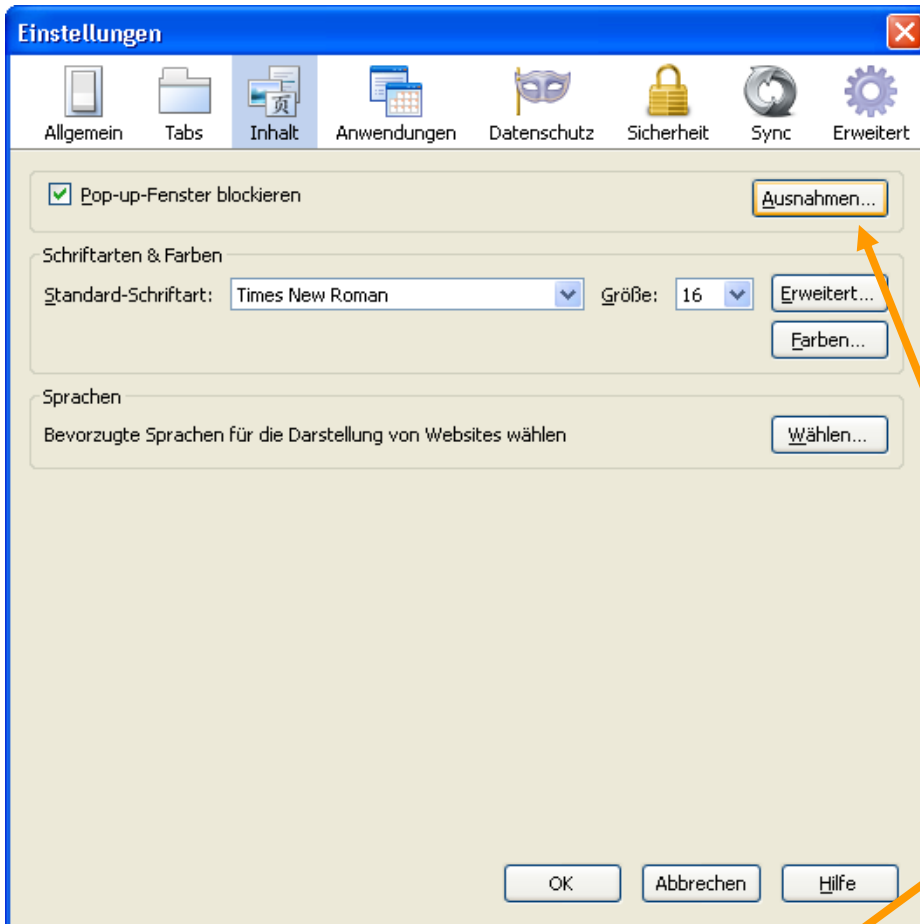 Einstellungen
Allgemein Tabs Inhalt Anwendungen Datenschutz Sicherheit Sync Erweitert
Pop-up-Fenster blockieren Ausnahmen...
Schriftarten & Farben
Standard-Schriftart: Times New Roman Größe: 16 Erweitert...
Farben...
Sprachen
Bevorzugte Sprachen für die Darstellung von Websites wählen Wählen...
OK Abbrechen Hilfe